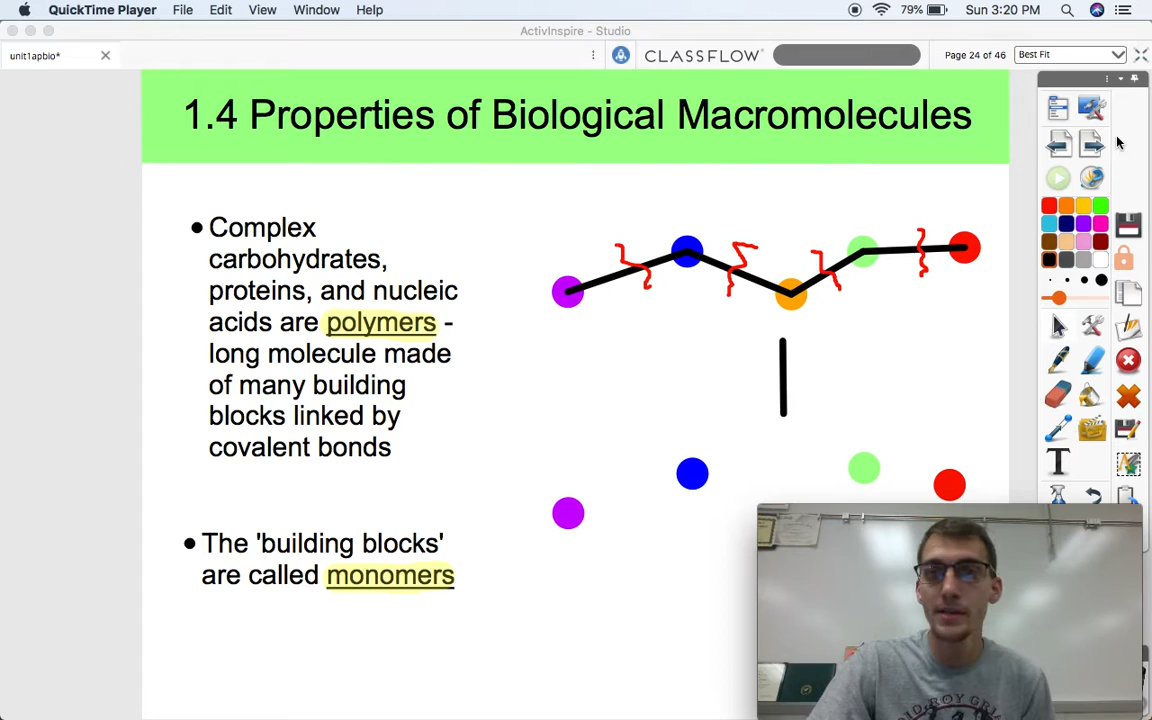 QuickTime Player File Edit View Window Help 79% Sun 3:20 PM
ActivInspire - Studio
unit1apbio* CLASSFLOW Page 24 of 46 Best Fit
1.4 Properties of Biological Macromolecules
• Complex
carbohydrates,
proteins, and nucleic
acids are polymers -
long molecule made
of many building
blocks linked by
covalent bonds
• The 'building blocks'
are called monomers
T